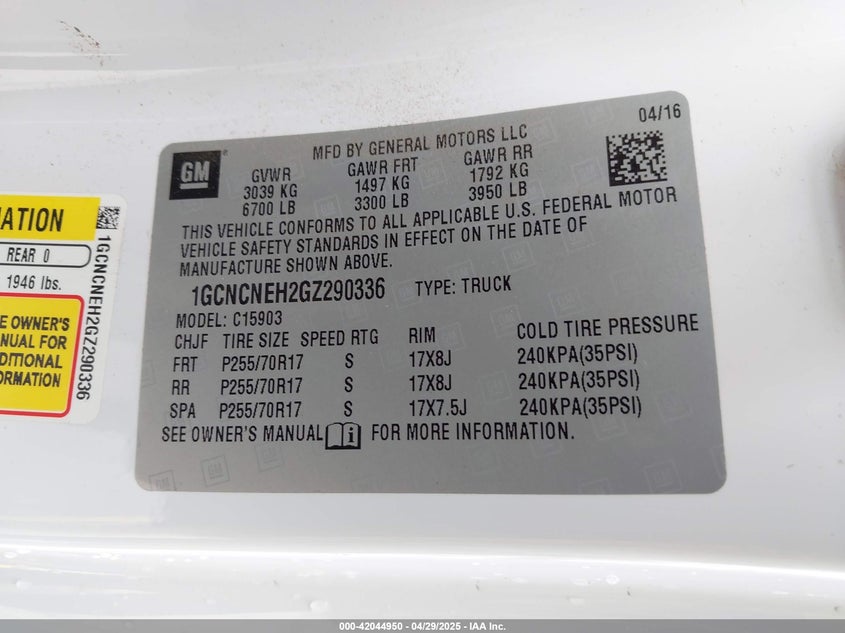 MATION
REAR 0
1946 lbs.
E OWNER'S
ANUAL FOR
DITIONAL
FORMATION
1GCNCNEH2GZ290336
GM
MFD BY GENERAL MOTORS LLC
04/16
GVWR GAWR FRT GAWR RR
3039 KG 1497 KG 1792 KG
6700 LB 3300 LB 3950 LB
THIS VEHICLE CONFORMS TO ALL APPLICABLE U.S. FEDERAL MOTOR
VEHICLE SAFETY STANDARDS IN EFFECT ON THE DATE OF
MANUFACTURE SHOWN ABOVE.
1GCNCNEH2GZ290336 TYPE: TRUCK
MODEL: C15903
CHJF TIRE SIZE SPEED RTG RIM COLD TIRE PRESSURE
FRT P255/70R17 S 17X8J 240KPA(35PSI)
RR P255/70R17 S 17X8J 240KPA(35PSI)
SPA P255/70R17 S 17X7.5J 240KPA(35PSI)
SEE OWNER'S MANUAL FOR MORE INFORMATION.
000-42044950 | 04/29/2025 - IAA Inc.